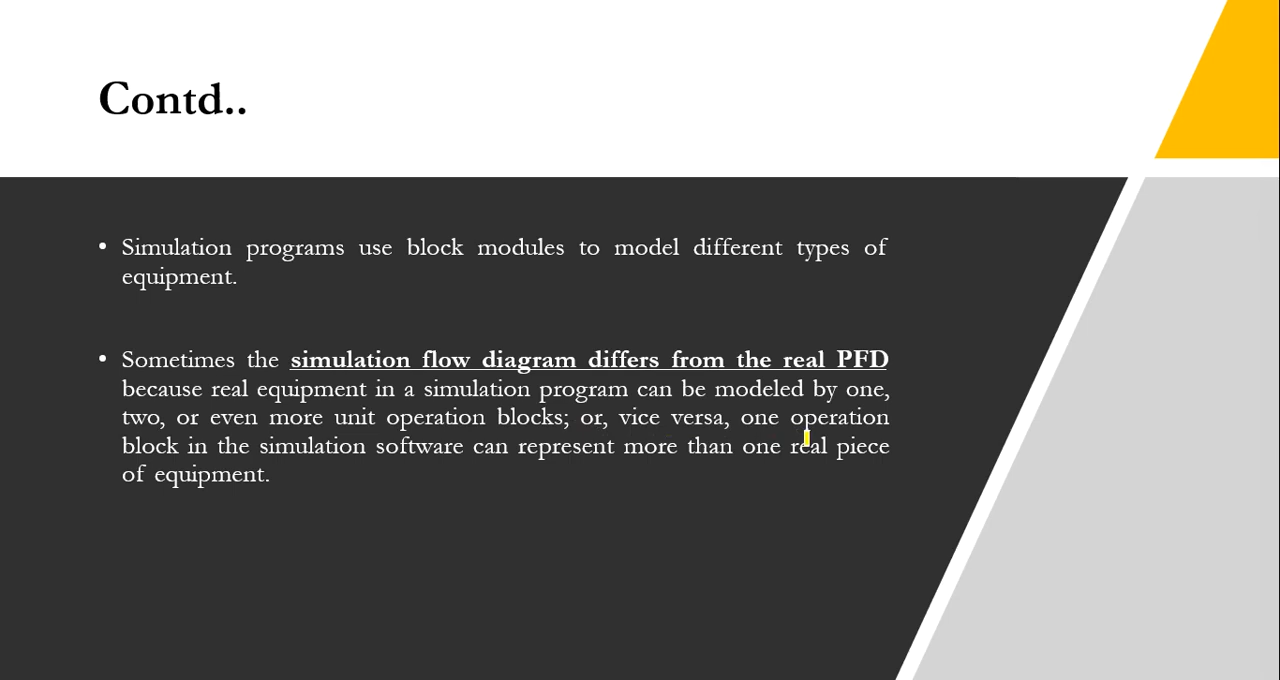 Contd..
• Simulation programs use block modules to model different types of
equipment.
• Sometimes the simulation flow diagram differs from the real PFD
because real equipment in a simulation program can be modeled by one,
two, or even more unit operation blocks; or, vice versa, one operation
block in the simulation software can represent more than one real piece
of equipment.